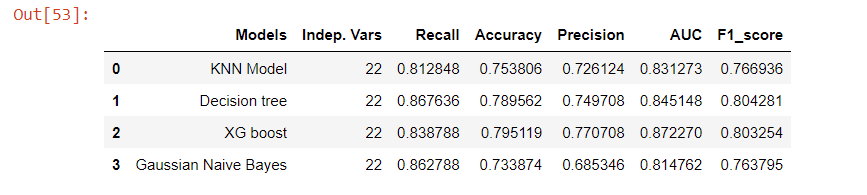 Out[53]:
Models Indep. Vars Recall Accuracy Precision AUC F1_score
0 KNN Model 22 0.812848 0.753806 0.726124 0.831273 0.766936
1 Decision tree 22 0.867636 0.789562 0.749708 0.845148 0.804281
2 XG boost 22 0.838788 0.795119 0.770708 0.872270 0.803254
3 Gaussian Naive Bayes 22 0.862788 0.733874 0.685346 0.814762 0.763795